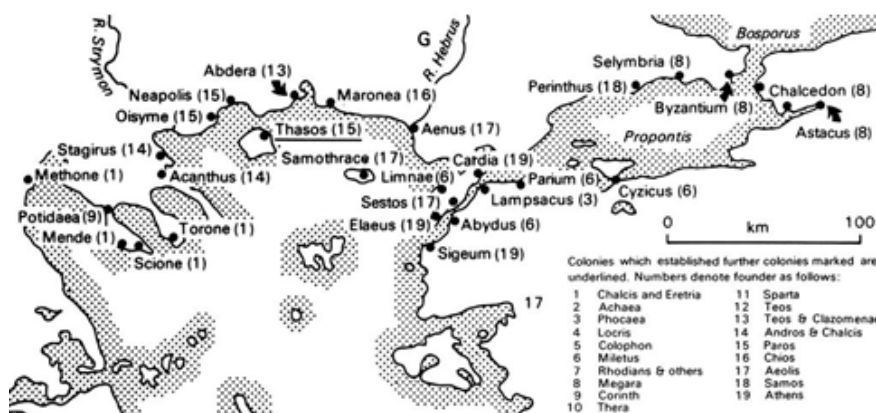 R. Strymon
G
R. Hebrus
Bosporus
Abdera (13)
Selymbria (8)
Neapolis (15)
Maronea (16)
Perinthus (18)
Chalcedon (8)
Oisyme (15)
Byzantium (8)
Thasos (15)
Aenus (17)
Propontis
Astacus (8)
Stagirus (14)
Samothrace (17)
Cardia (19)
Methone (1)
Acanthus (14)
Limnae (6)
Parium (6)
Cyzicus (6)
Potidaea (9)
Sestos (17)
Lampsacus (3)
Mende (1)
Torone (1)
Elaeus (19)
Abydus (6)
Scione (1)
Sigeum (19)
0 100
km
17
Colonies which established further colonies marked are
underlined. Numbers denote founder as follows:
1 Chalcis and Eretria
2 Achaea
3 Phocaea
4 Locris
5 Colophon
6 Miletus
7 Rhodians & others
8 Megara
9 Corinth
10 Thera
11 Sparta
12 Teos
13 Teos & Clazomenae
14 Andros & Chalcis
15 Paros
16 Chios
17 Aeolis
18 Samos
19 Athens